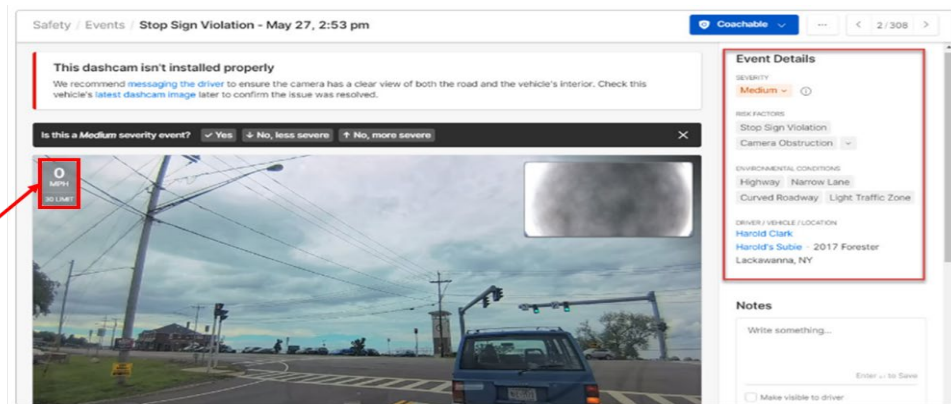 Safety / Events / Stop Sign Violation - May 27, 2:53 pm
Coachable
2/308
This dashcam isn't installed properly
We recommend messaging the driver to ensure the camera has a clear view of both the road and the vehicle's interior. Check this
vehicle's latest dashcam image later to confirm the issue was resolved.
Is this a Medium severity event? Yes No, less severe No, more severe
0
MPH
30 LIMIT
Event Details
SEVERITY
Medium
RISK FACTORS
Stop Sign Violation
Camera Obstruction
ENVIRONMENTAL CONDITIONS
Highway Narrow Lane
Curved Roadway Light Traffic Zone
DRIVER / VEHICLE / LOCATION
Harold Clark
Harold's Subie · 2017 Forester
Lackawanna, NY
Notes
Write something...
Enter to Save
Make visible to driver